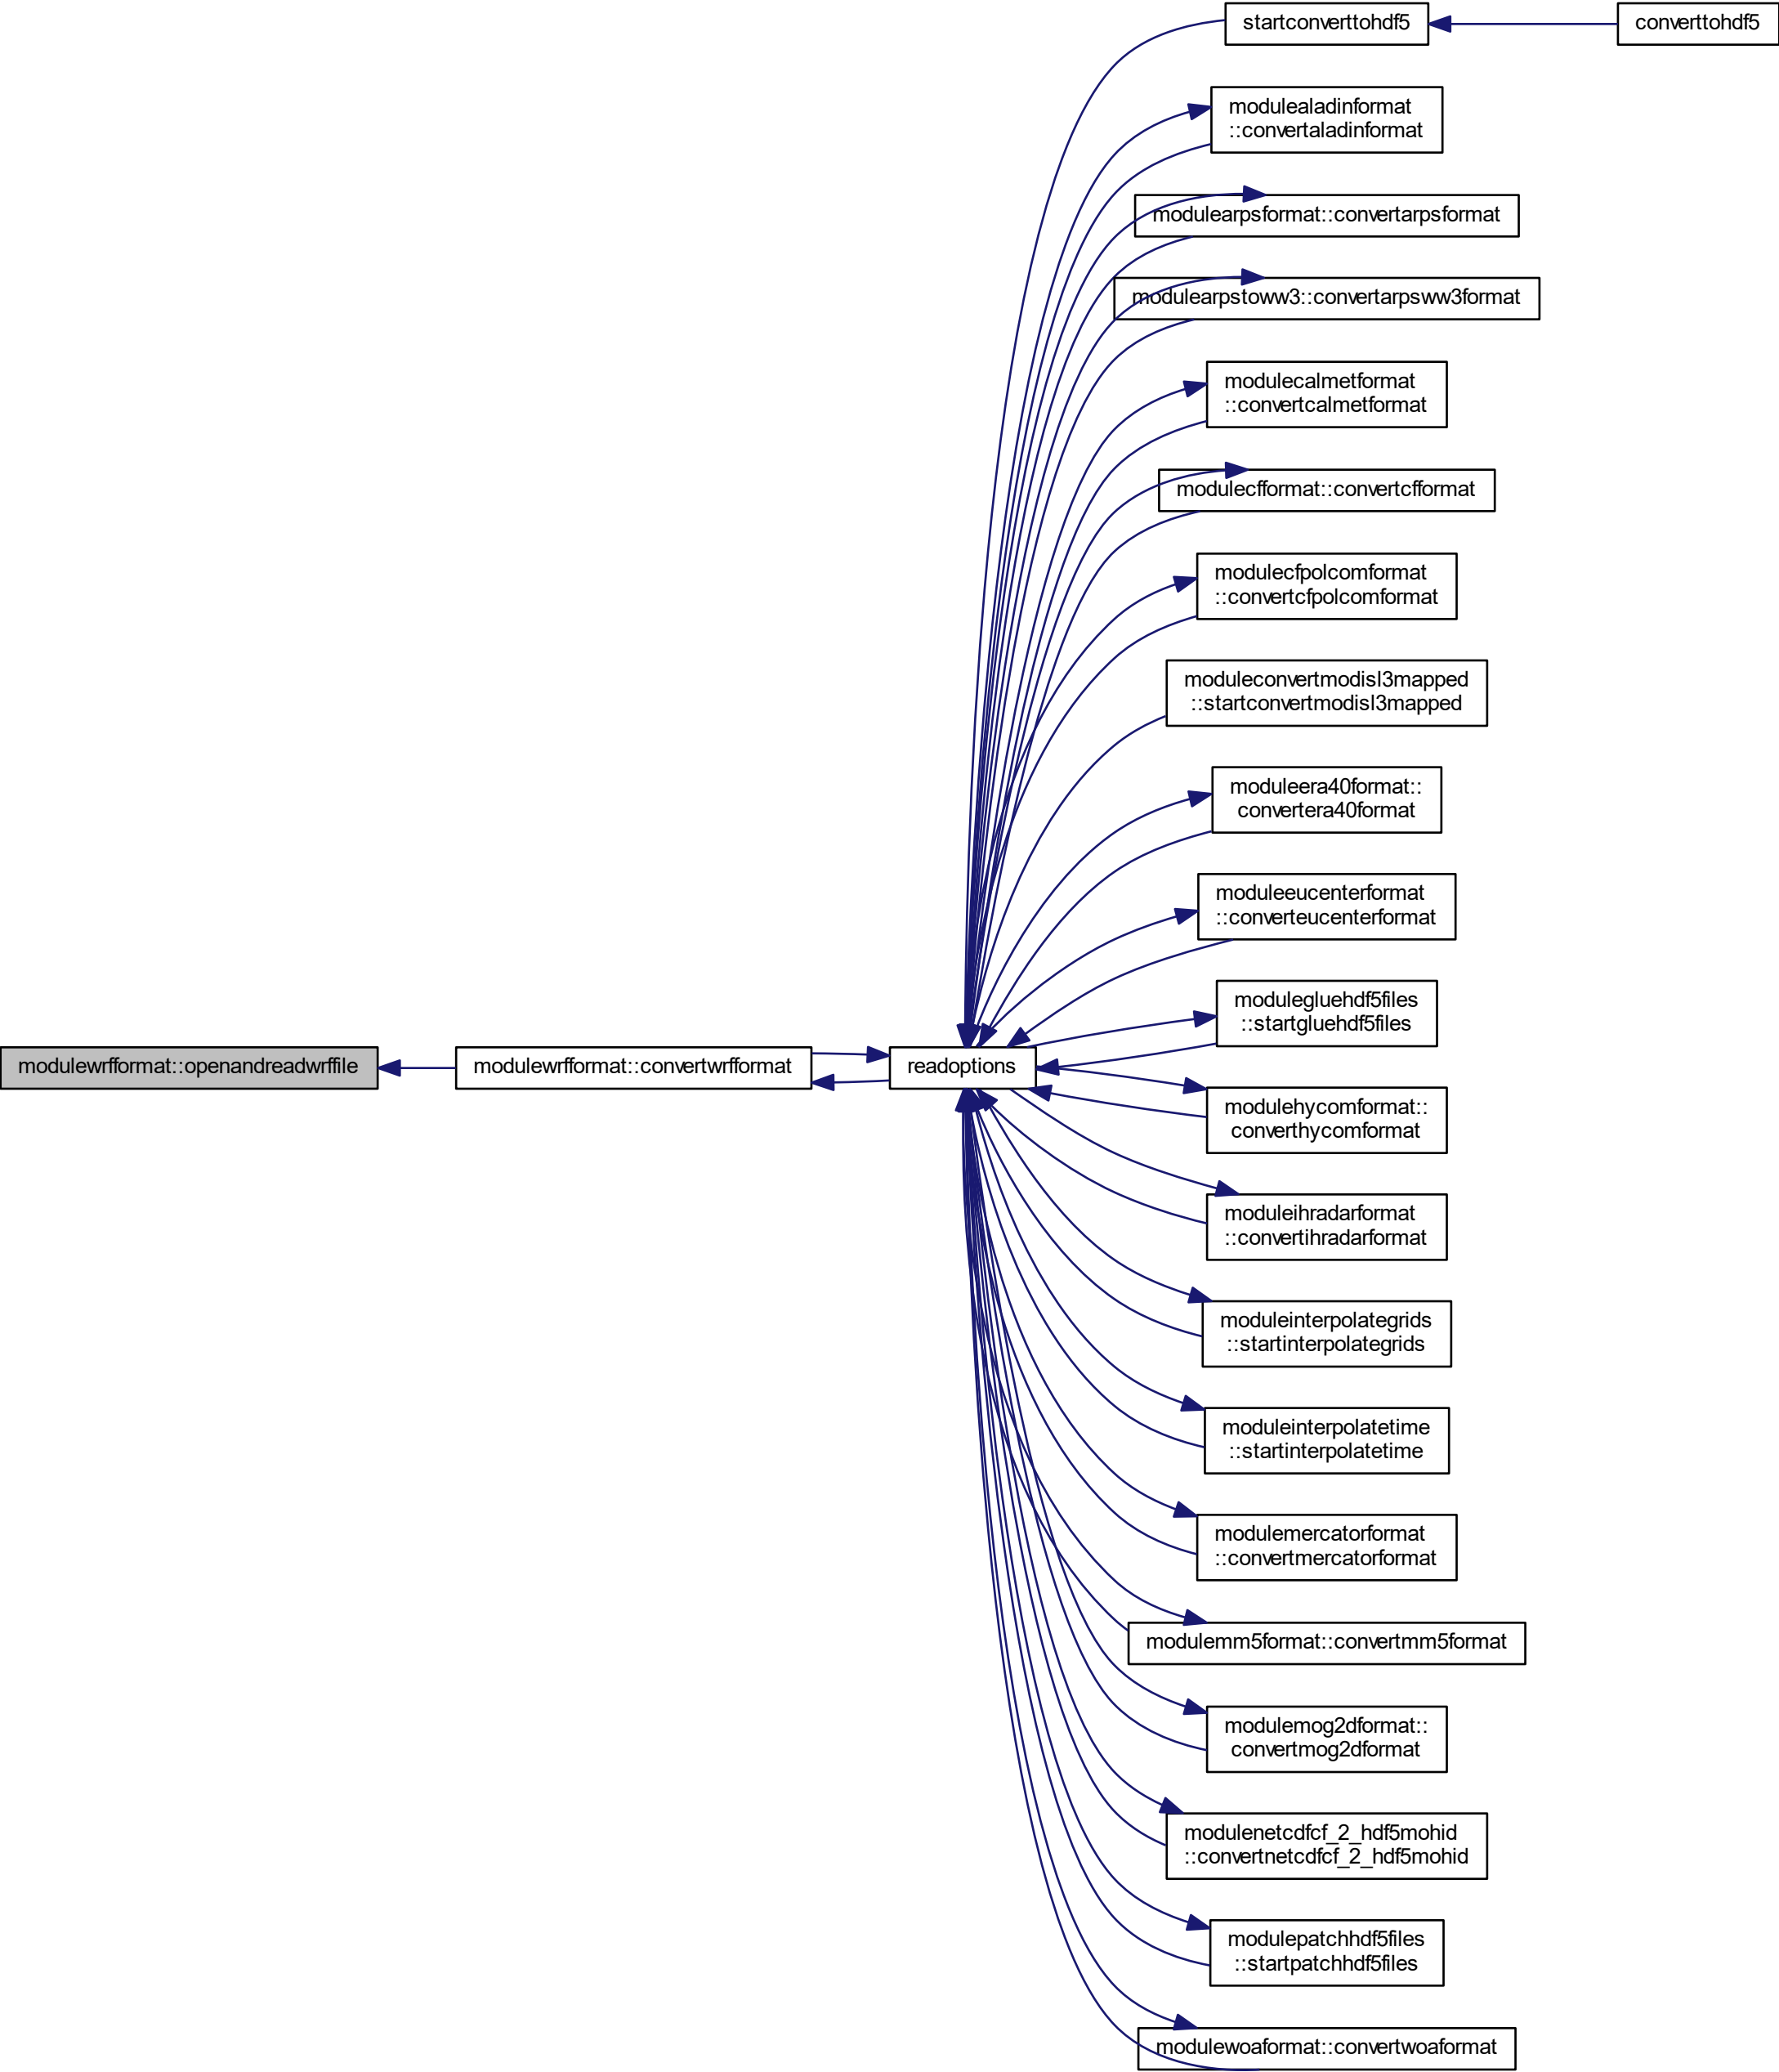 startconverttohdf5
converttohdf5
modulealadinformat
::convertaladinformat
modulearpsformat::convertarpsformat
modulearpstoww3::convertarpsww3format
modulecalmetformat
::convertcalmetformat
modulecfformat::convertcfformat
modulecfpolcomformat
::convertcfpolcomformat
moduleconvertmodisl3mapped
::startconvertmodisl3mapped
moduleera40format::
convertera40format
moduleeucenterformat
::converteucenterformat
modulegluehdf5files
::startgluehdf5files
modulewrfformat::openandreadwrffile
modulewrfformat::convertwrfformat
readoptions
modulehycomformat::
converthycomformat
moduleihradarformat
::convertihradarformat
moduleinterpolategrids
::startinterpolategrids
moduleinterpolatetime
::startinterpolatetime
modulemercatorformat
::convertmercatorformat
modulemm5format::convertmm5format
modulemog2dformat::
convertmog2dformat
modulenetcdfcf_2_hdf5mohid
::convertnetcdfcf_2_hdf5mohid
modulepatchhdf5files
::startpatchhdf5files
modulewoaformat::convertwoaformat